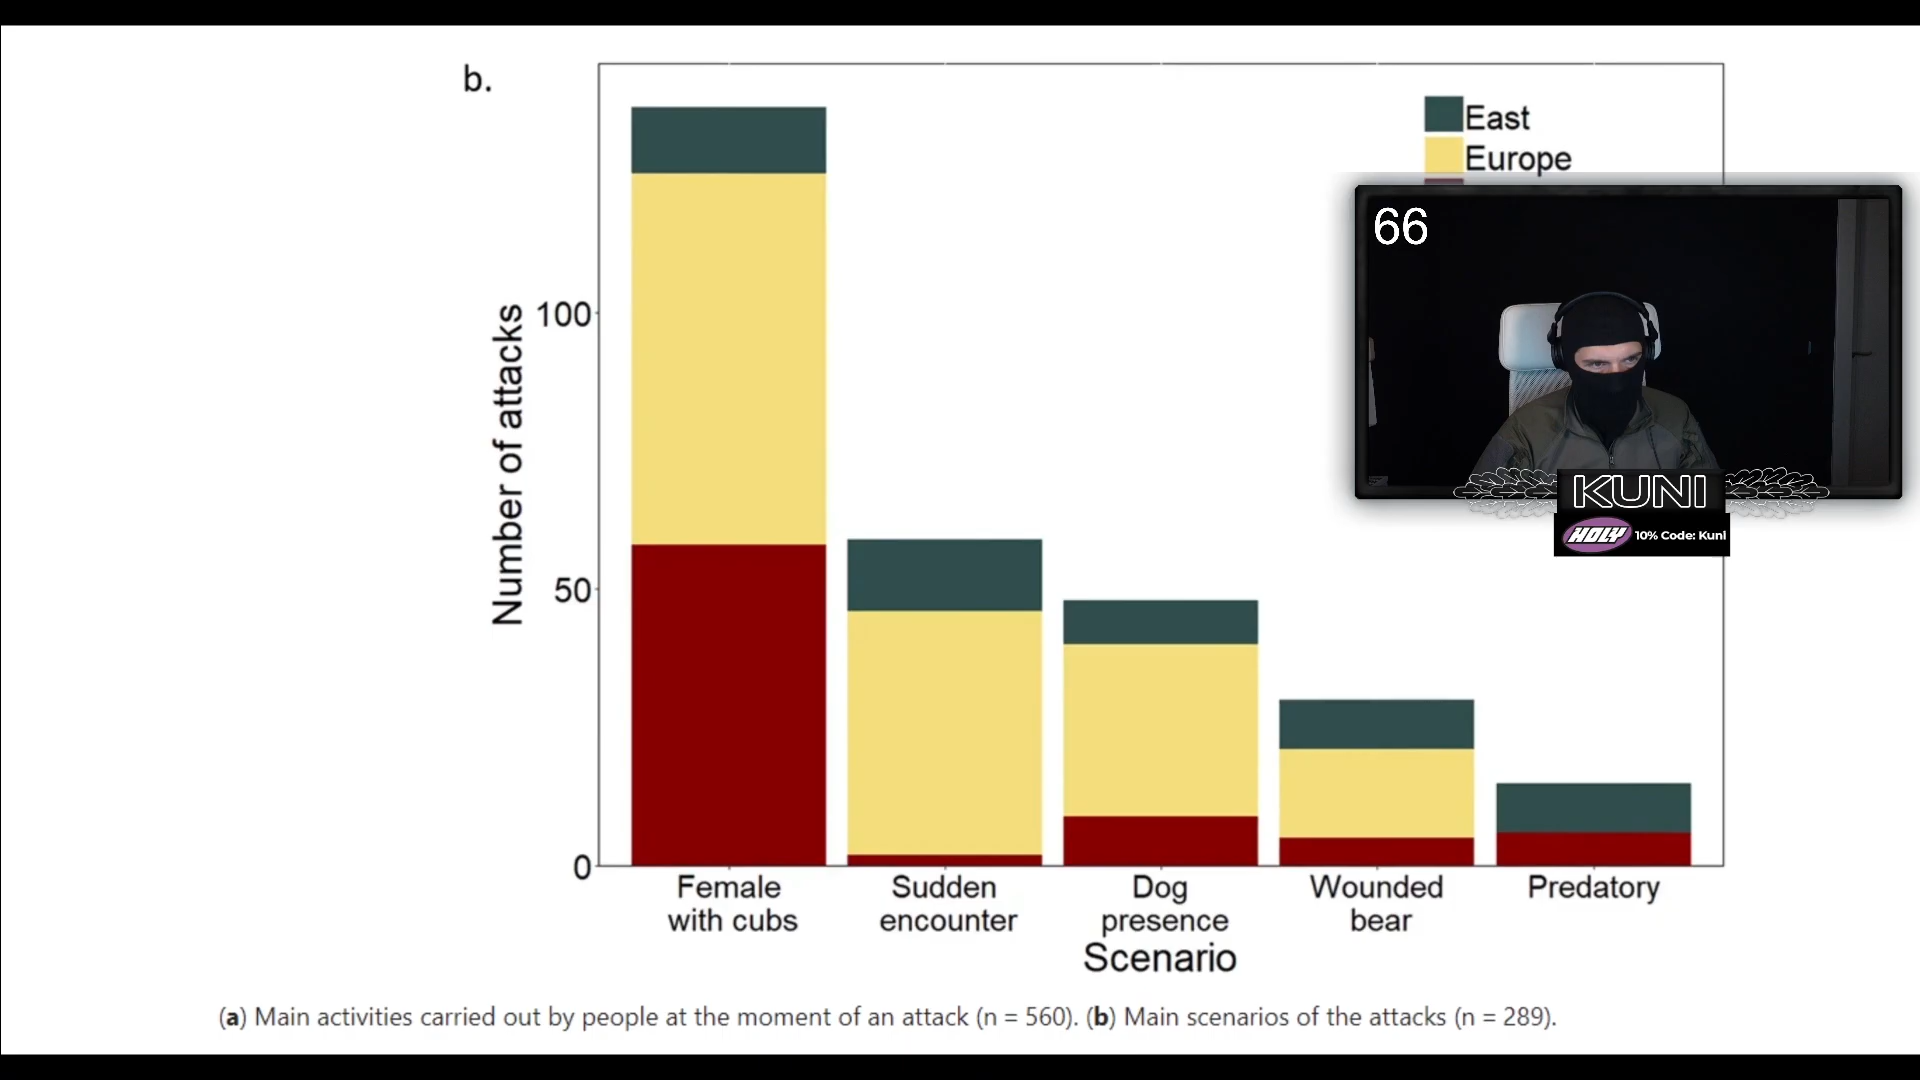 b.
East
Europe
66
100
50
0
Number of attacks
KUNI
HOLY 10% Code: Kuni
Female
with cubs
Sudden
encounter
Dog
presence
Wounded
bear
Predatory
Scenario
(a) Main activities carried out by people at the moment of an attack (n = 560). (b) Main scenarios of the attacks (n = 289).